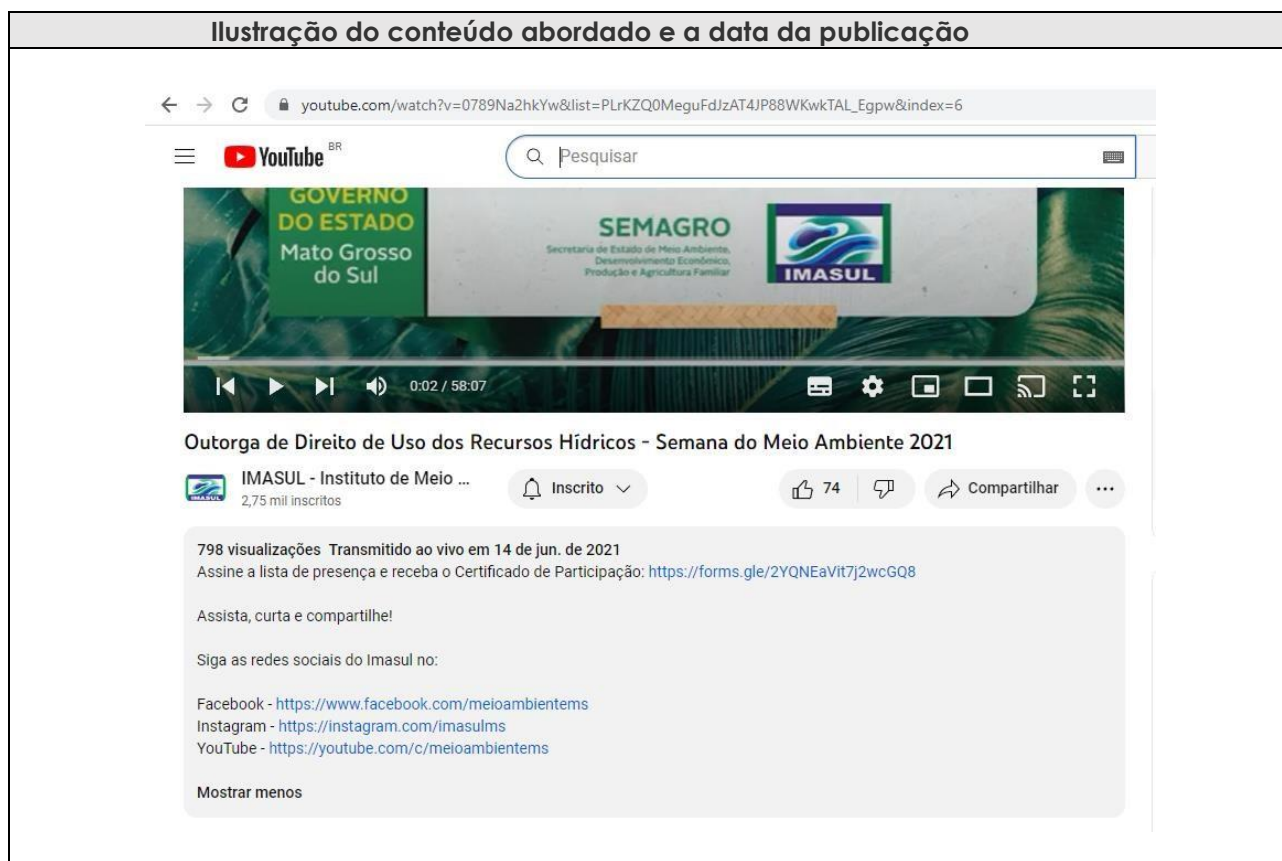 Ilustração do conteúdo abordado e a data da publicação
youtube.com/watch?v=0789Na2hkYw&list=PLrKZQ0MeguFdJzAT4JP88WKwkTAL_Egpw&index=6
YouTube BR
Pesquisar
GOVERNO
DO ESTADO
Mato Grosso
do Sul
SEMAGRO
Secretaria de Estado de Meio Ambiente,
Desenvolvimento Econômico,
Produção e Agricultura Familiar
IMASUL
0:02 / 58:07
Outorga de Direito de Uso dos Recursos Hídricos - Semana do Meio Ambiente 2021
IMASUL
IMASUL - Instituto de Meio ...
2,75 mil inscritos
Inscrito
74
Compartilhar
798 visualizações Transmitido ao vivo em 14 de jun. de 2021
Assine a lista de presença e receba o Certificado de Participação: https://forms.gle/2YQNEaVit7j2wcGQ8
Assista, curta e compartilhe!
Siga as redes sociais do Imasul no:
Facebook - https://www.facebook.com/meioambientems
Instagram - https://instagram.com/imasulms
YouTube - https://youtube.com/c/meioambientems
Mostrar menos